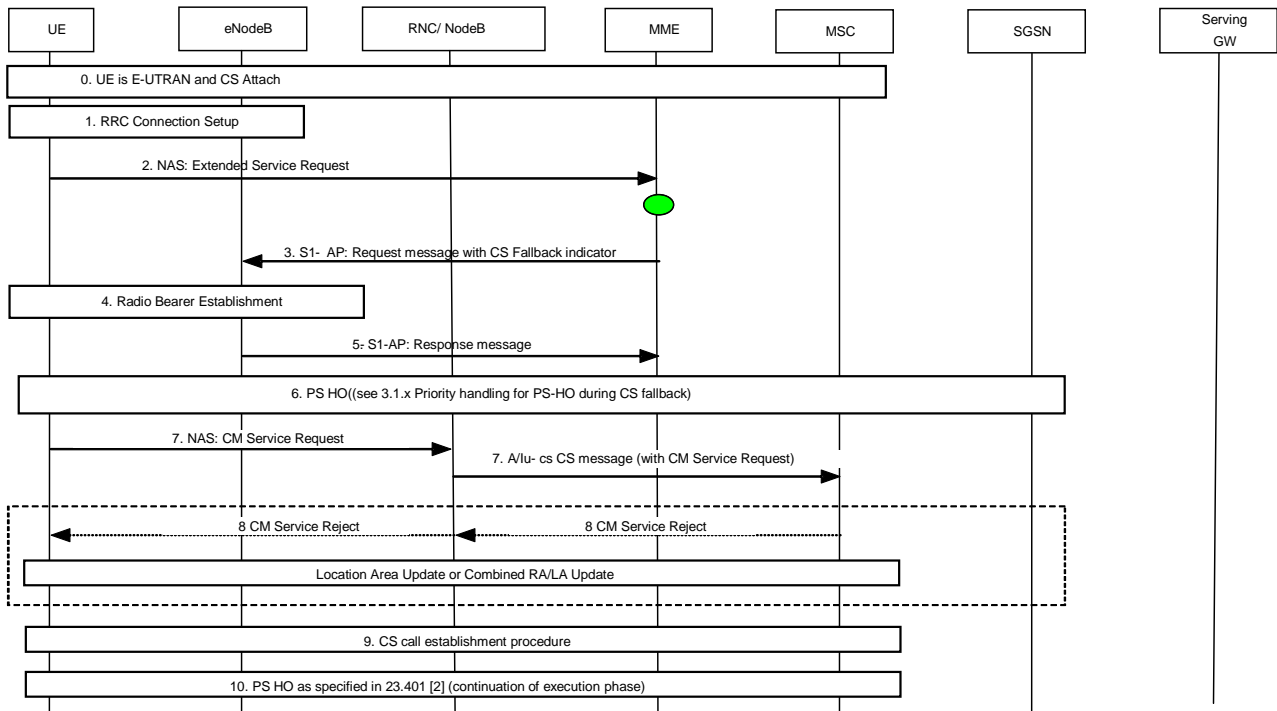 UE
eNodeB
RNC/ NodeB
MME
MSC
SGSN
Serving
GW
0. UE is E-UTRAN and CS Attach
1. RRC Connection Setup
2. NAS: Extended Service Request
3. S1- AP: Request message with CS Fallback indicator
4. Radio Bearer Establishment
5- S1-AP: Response message
6. PS HO((see 3.1.x Priority handling for PS-HO during CS fallback)
7. NAS: CM Service Request
7. A/Iu- cs CS message (with CM Service Request)
8 CM Service Reject
8 CM Service Reject
Location Area Update or Combined RA/LA Update
9. CS call establishment procedure
10. PS HO as specified in 23.401 [2] (continuation of execution phase)